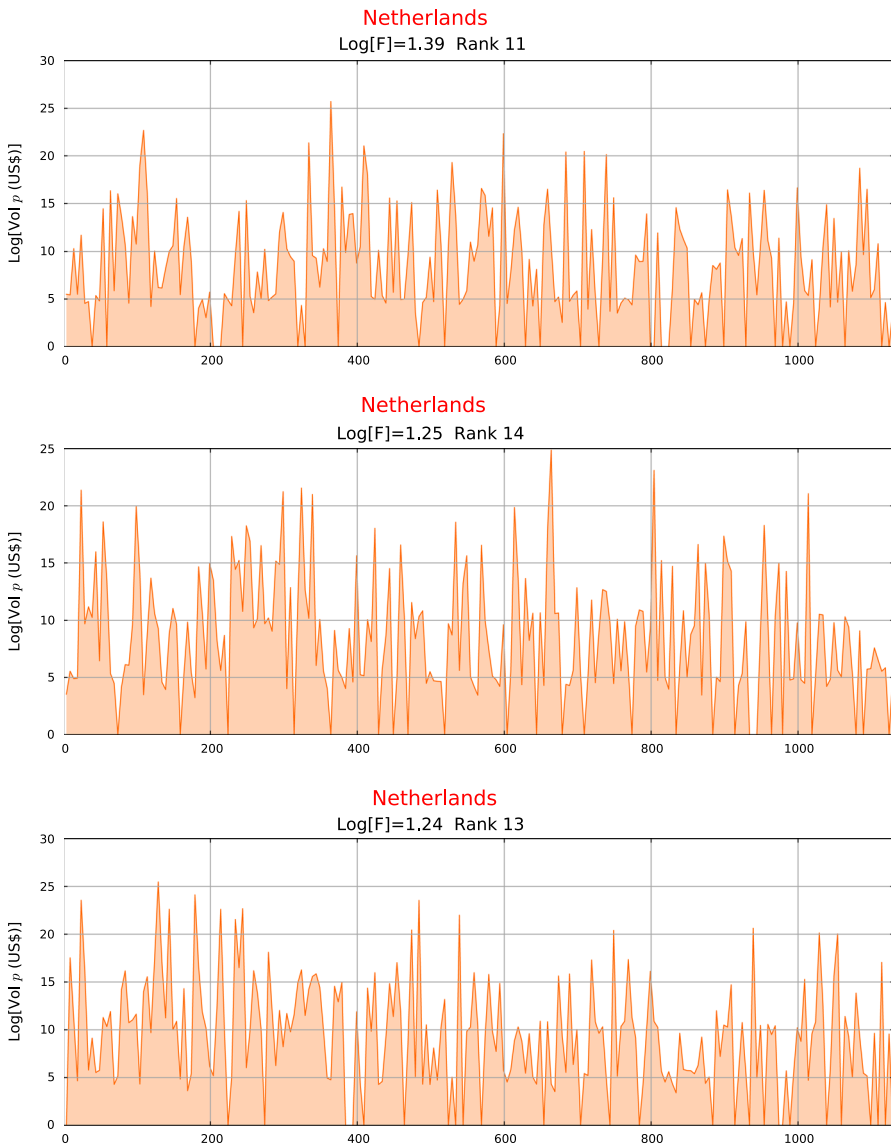 Netherlands
Log[F]=1.39 Rank 11
30
25
20
15
10
5
0
Log[Vol p (US$)]
0 200 400 600 800 1000
Netherlands
Log[F]=1.25 Rank 14
25
20
15
10
5
0
Log[Vol p (US$)]
0 200 400 600 800 1000
Netherlands
Log[F]=1.24 Rank 13
30
25
20
15
10
5
0
Log[Vol p (US$)]
0 200 400 600 800 1000